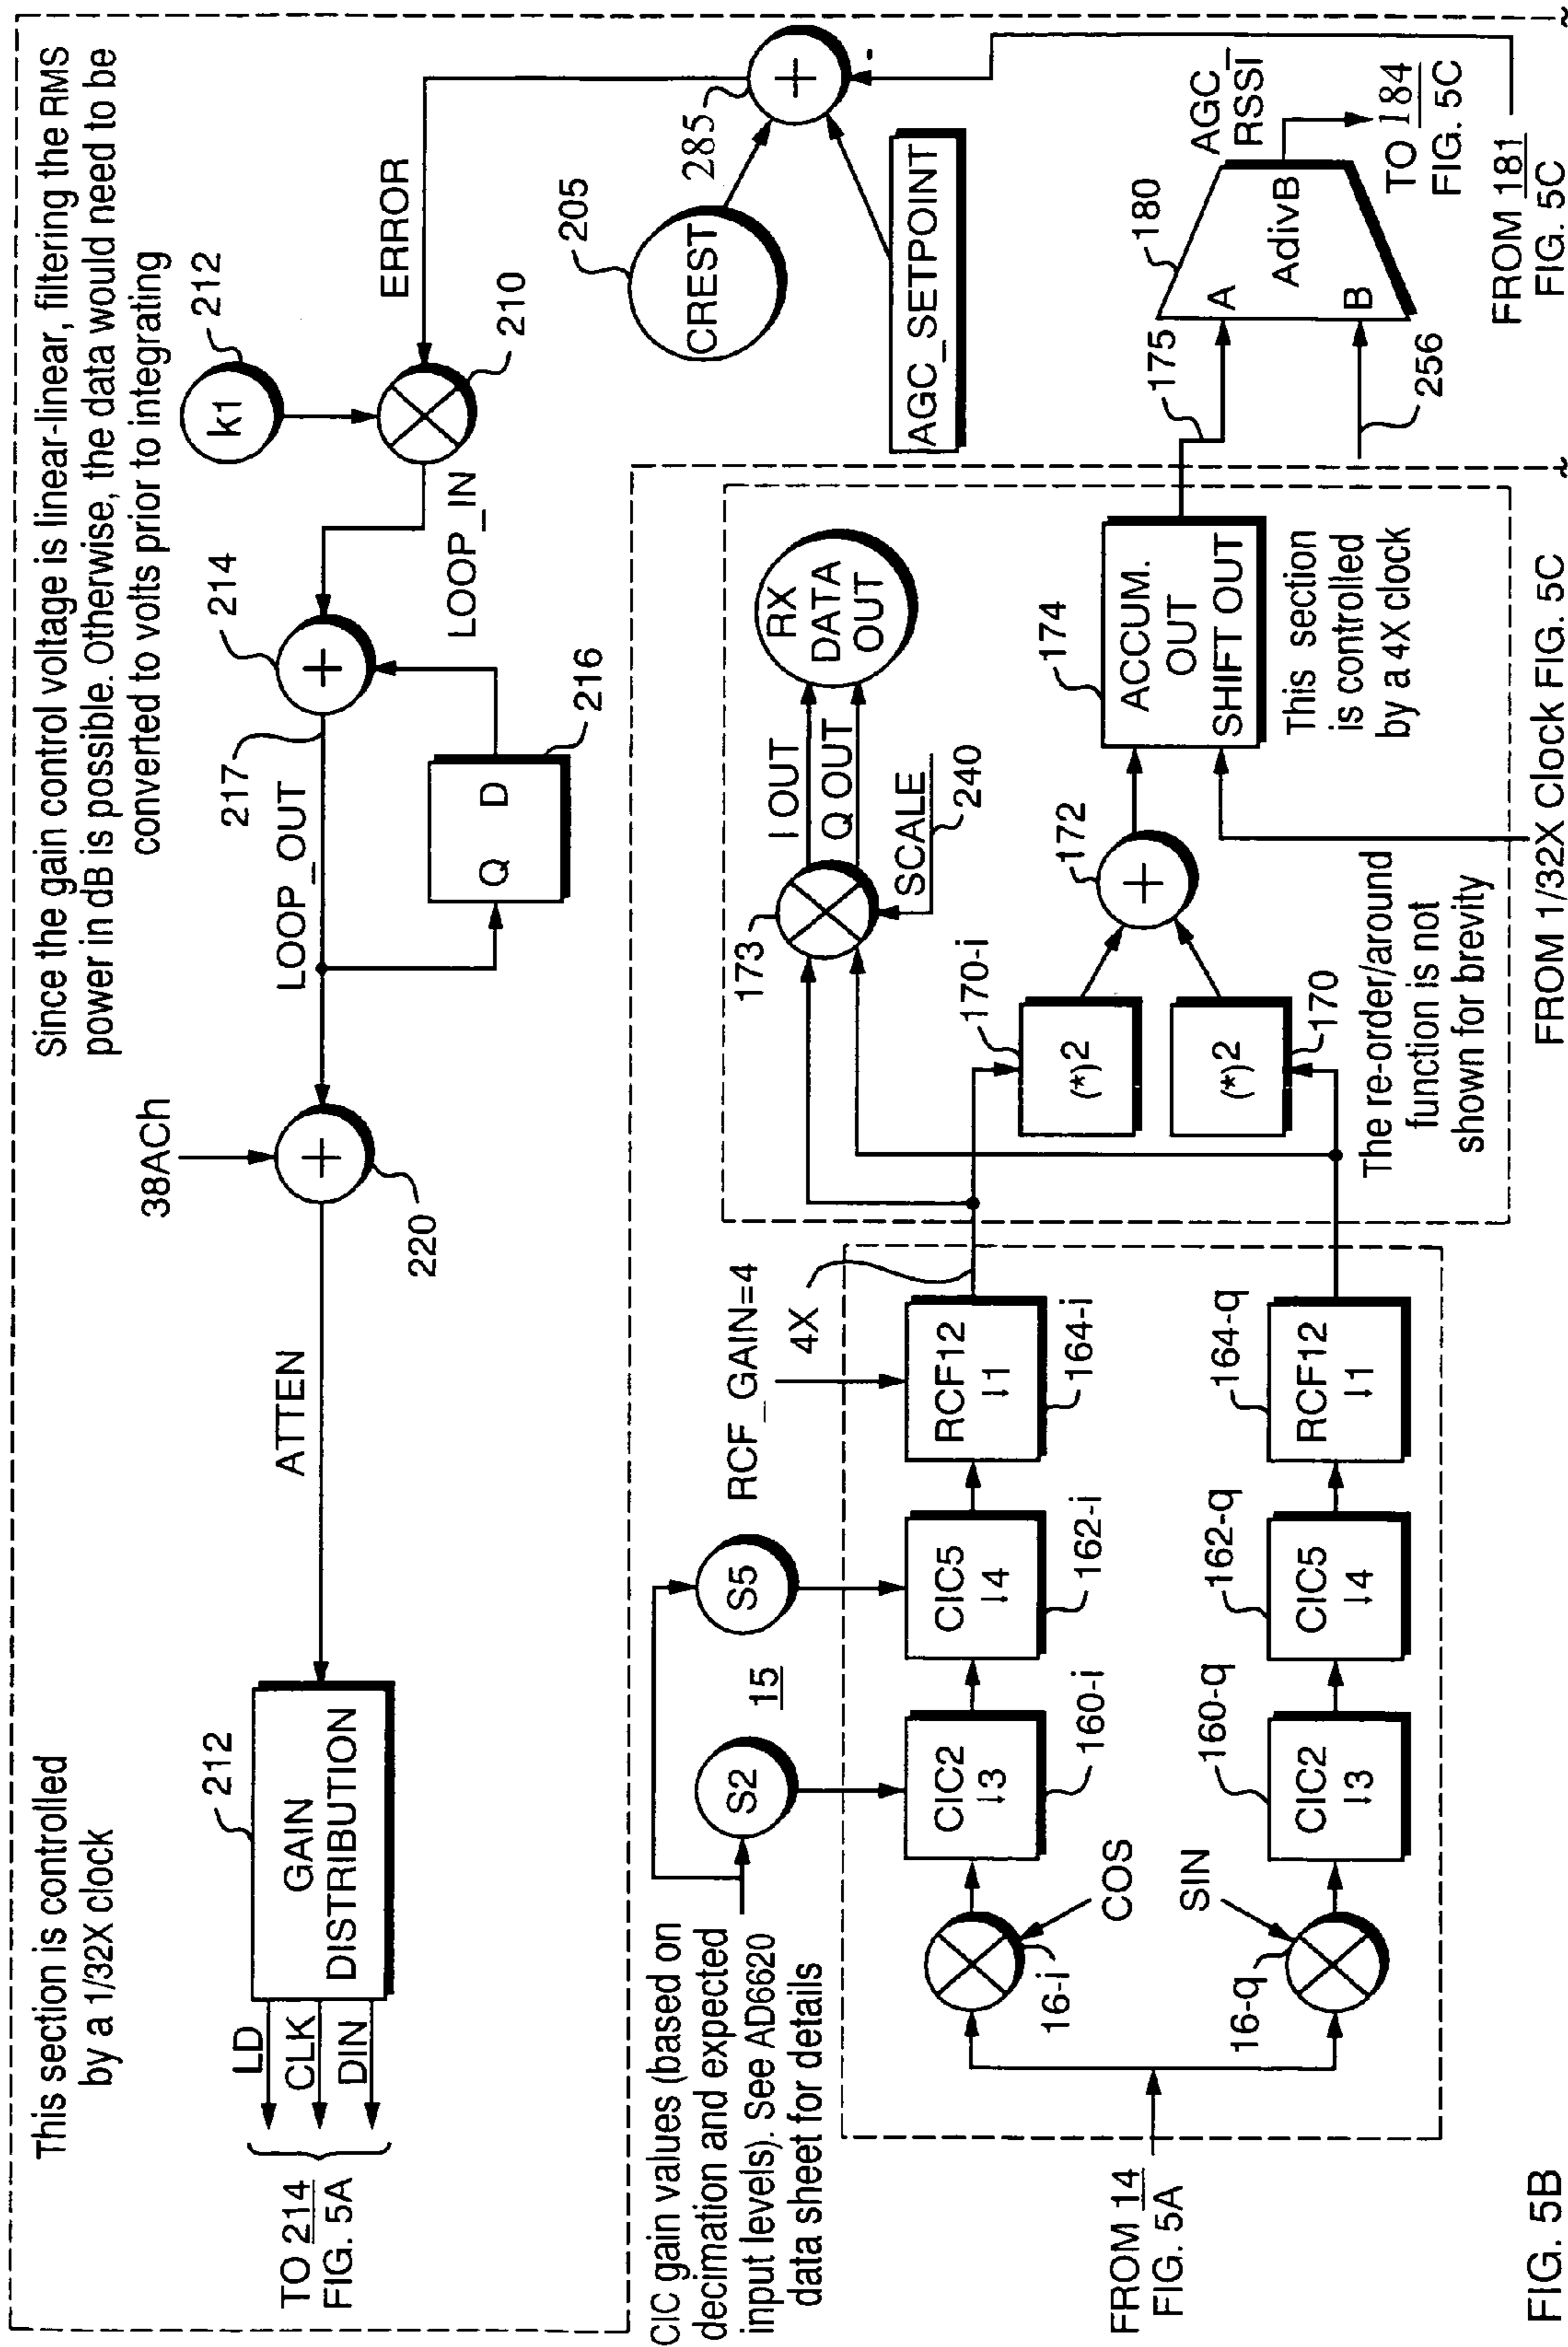 This section is controlled
by a 1/32X clock
Since the gain control voltage is linear-linear, filtering the RMS
power in dB is possible. Otherwise, the data would need to be
converted to volts prior to integrating
TO 214
FIG. 5A
LD
CLK
DIN
212
GAIN
DISTRIBUTION
ATTEN
38ACh
+
220
LOOP_OUT
217
+
214
Q D
216
LOOP_IN
k1
212
210
ERROR
CREST
205
285
+
-
AGC_SETPOINT
CIC gain values (based on
decimation and expected
input levels). See AD6620
data sheet for details
S2
S5
15
RCF_GAIN=4
4X
FROM 14
FIG. 5A
16-i
COS
CIC2
↓3
160-i
CIC5
↓4
162-i
RCF12
↓1
164-i
16-q
SIN
CIC2
↓3
160-q
CIC5
↓4
162-q
RCF12
↓1
164-q
173
I OUT
Q OUT
SCALE
240
RX
DATA
OUT
170-i
(*)2
(*)2
170
172
+
174
ACCUM.
OUT
SHIFT OUT
The re-order/around
function is not
shown for brevity
This section
is controlled
by a 4X clock
FROM 1/32X Clock FIG. 5C
175
256
180
A
B
AdivB
AGC_
RSSI
TO 184
FIG. 5C
FROM 181
FIG. 5C
FIG. 5B